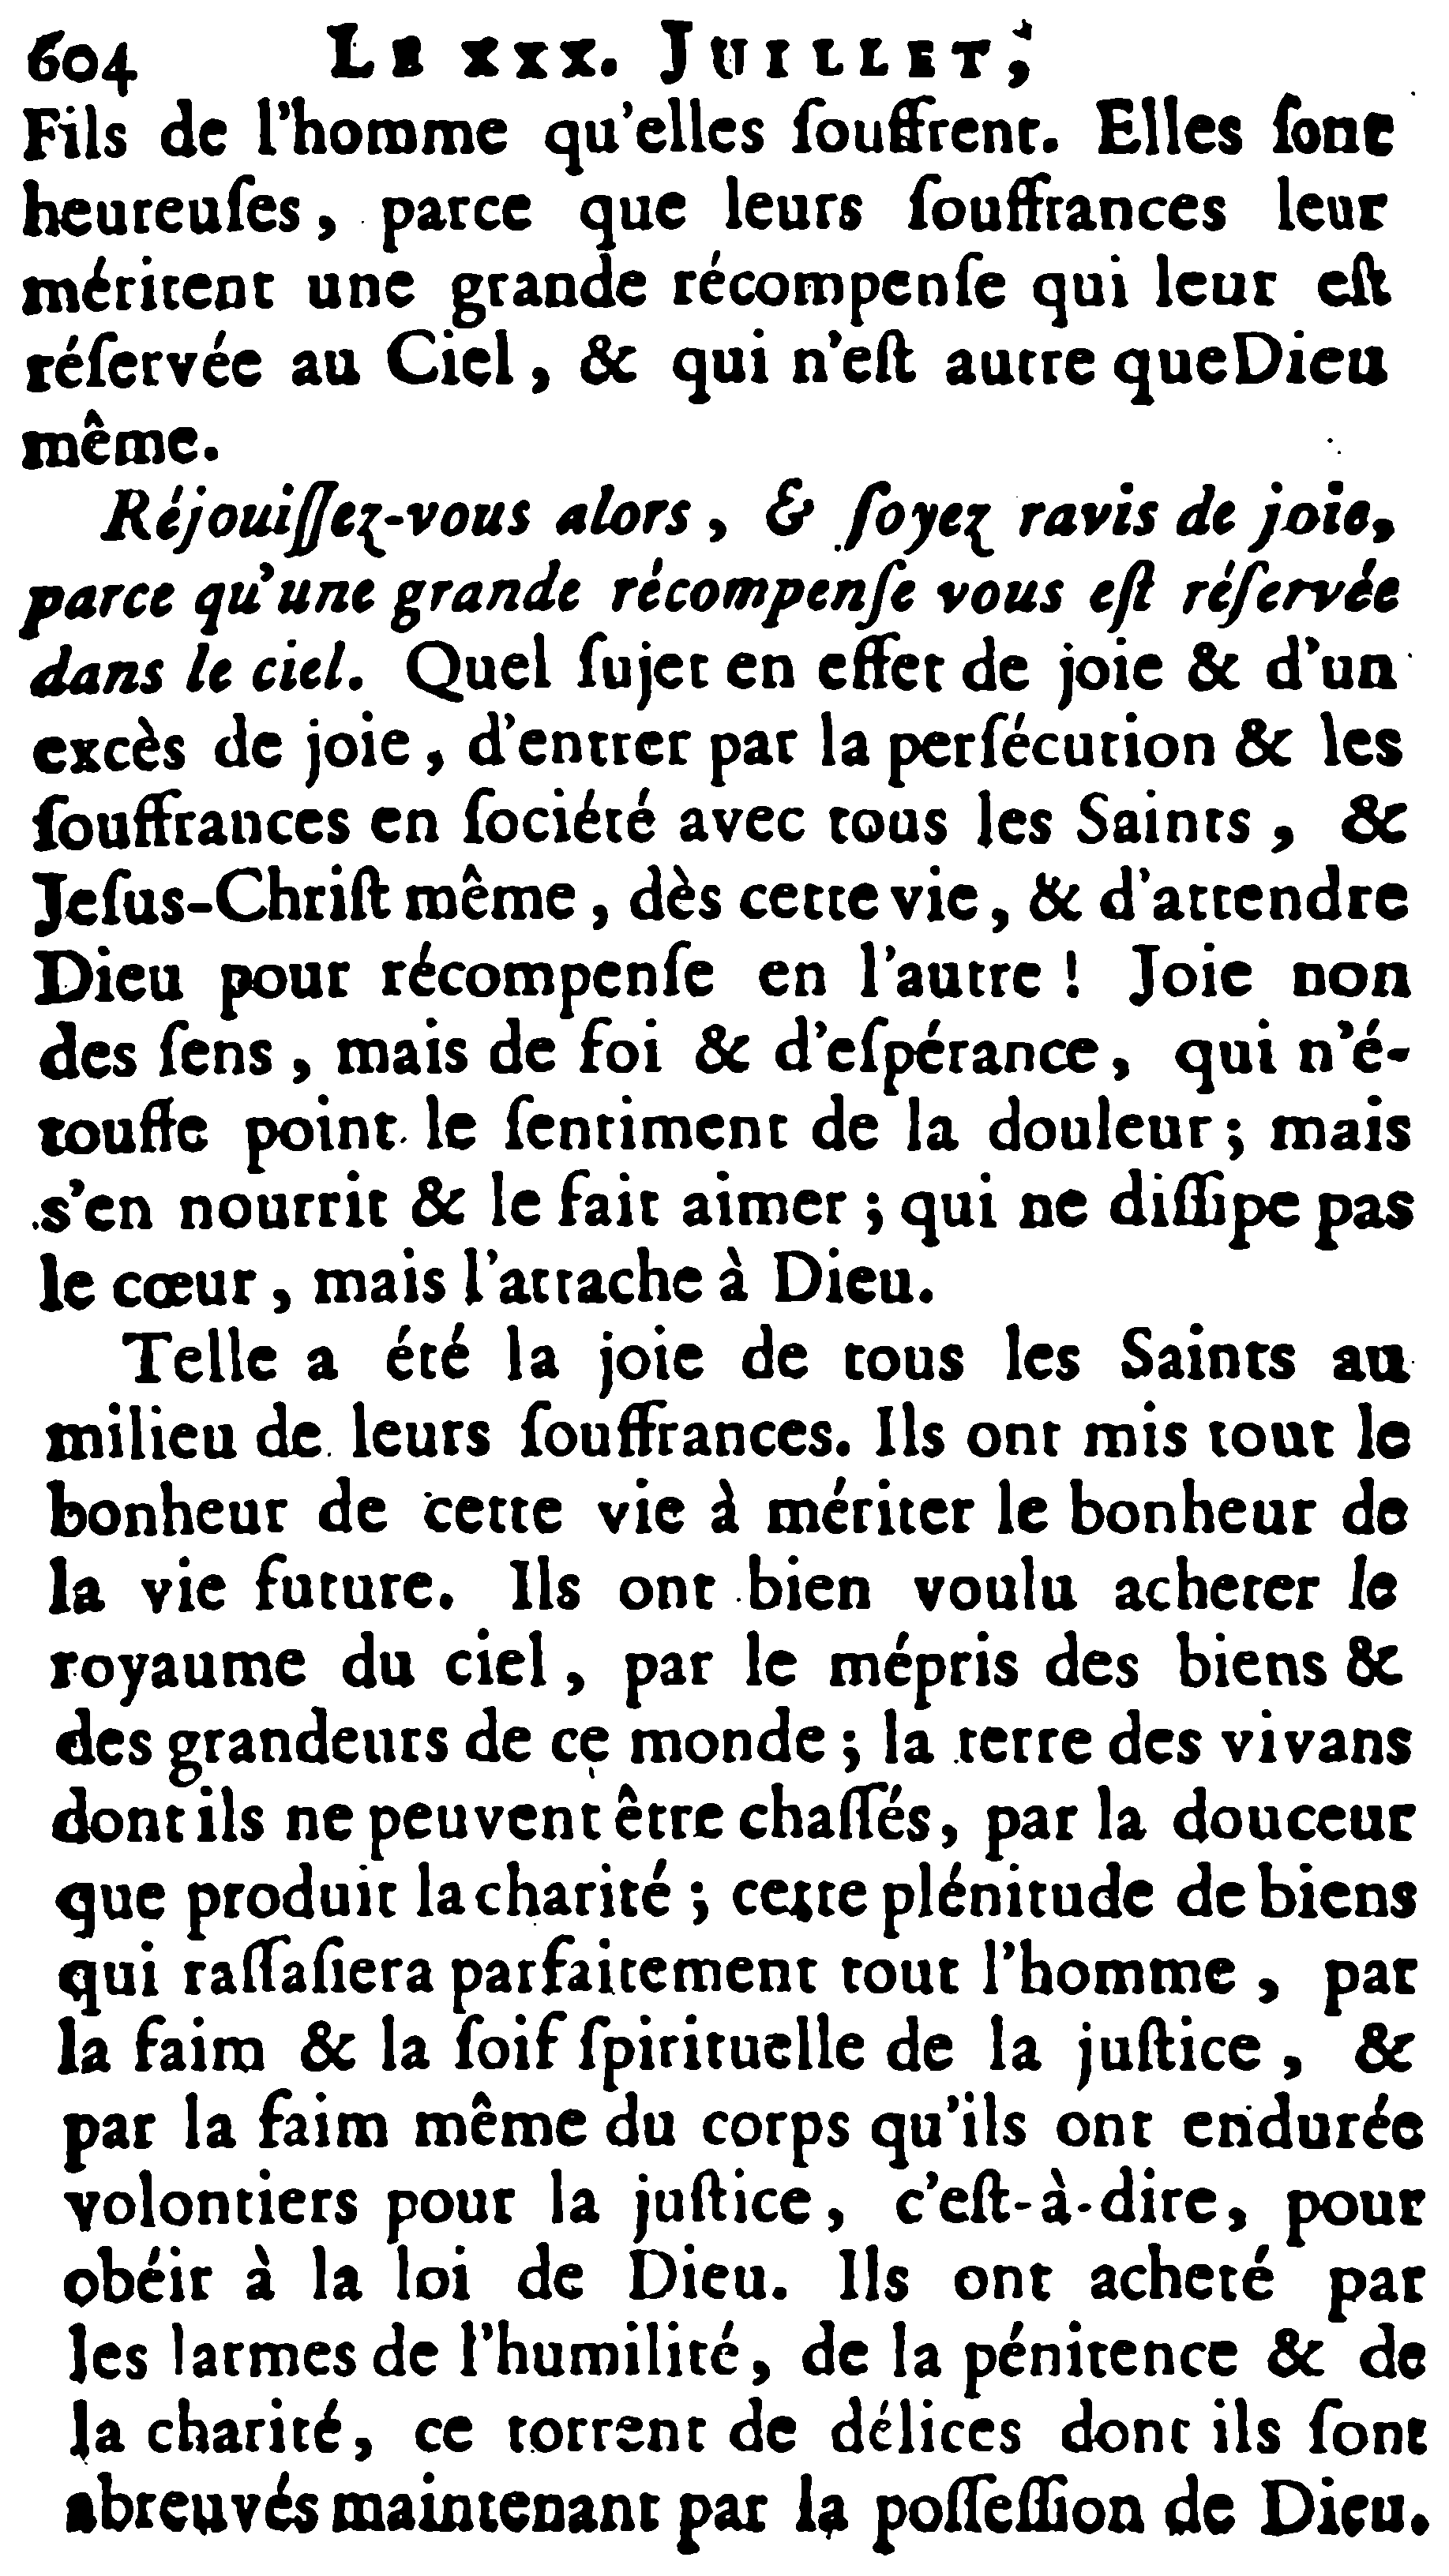 604 LE XXX. JUILLET,
Fils de l'homme qu'elles ſouffrent. Elles ſont
heureuſes, parce que leurs ſouffrances leur
méritent une grande récompenſe qui leur eſt
réſervée au Ciel, & qui n'eſt autre que Dieu
même.
Réjouiſſez-vous alors, & ſoyez ravis de joie,
parce qu'une grande récompenſe vous eſt réſervée
dans le ciel. Quel ſujet en effet de joie & d'un
excès de joie, d'entrer par la perſécution & les
ſouffrances en ſociété avec tous les Saints, &
Jeſus-Chriſt même, dès cette vie, & d'attendre
Dieu pour récompenſe en l'autre ! Joie non
des ſens, mais de foi & d'eſpérance, qui n'é-
touffe point le ſentiment de la douleur; mais
s'en nourrit & le fait aimer; qui ne diſſipe pas
le cœur, mais l'attache à Dieu.
Telle a été la joie de tous les Saints au
milieu de leurs ſouffrances. Ils ont mis tout le
bonheur de cette vie à mériter le bonheur de
la vie future. Ils ont bien voulu acheter le
royaume du ciel, par le mépris des biens &
des grandeurs de ce monde; la terre des vivans
dont ils ne peuvent être chaſſés, par la douceur
que produit la charité; cette plénitude de biens
qui raſſaſiera parfaitement tout l'homme, par
la faim & la ſoif ſpirituelle de la juſtice, &
par la faim même du corps qu'ils ont endurée
volontiers pour la juſtice, c'eſt-à-dire, pour
obéir à la loi de Dieu. Ils ont acheté par
les larmes de l'humilité, de la pénitence & de
la charité, ce torrent de délices dont ils ſont
abreuvés maintenant par la poſſeſſion de Dieu.